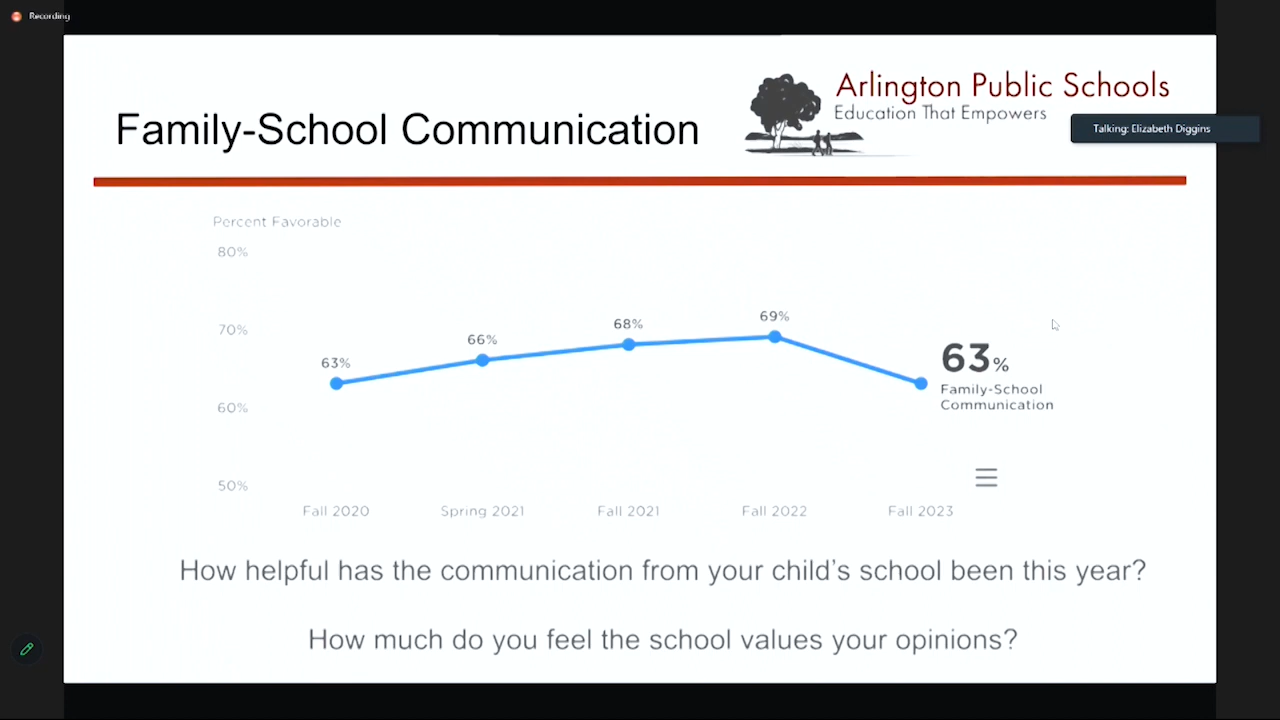 Recording
Arlington Public Schools
Education That Empowers
Talking: Elizabeth Diggins
Family-School Communication
Percent Favorable
80%
70%
60%
50%
63%
66%
68%
69%
63%
Family-School
Communication
Fall 2020
Spring 2021
Fall 2021
Fall 2022
Fall 2023
How helpful has the communication from your child's school been this year?
How much do you feel the school values your opinions?